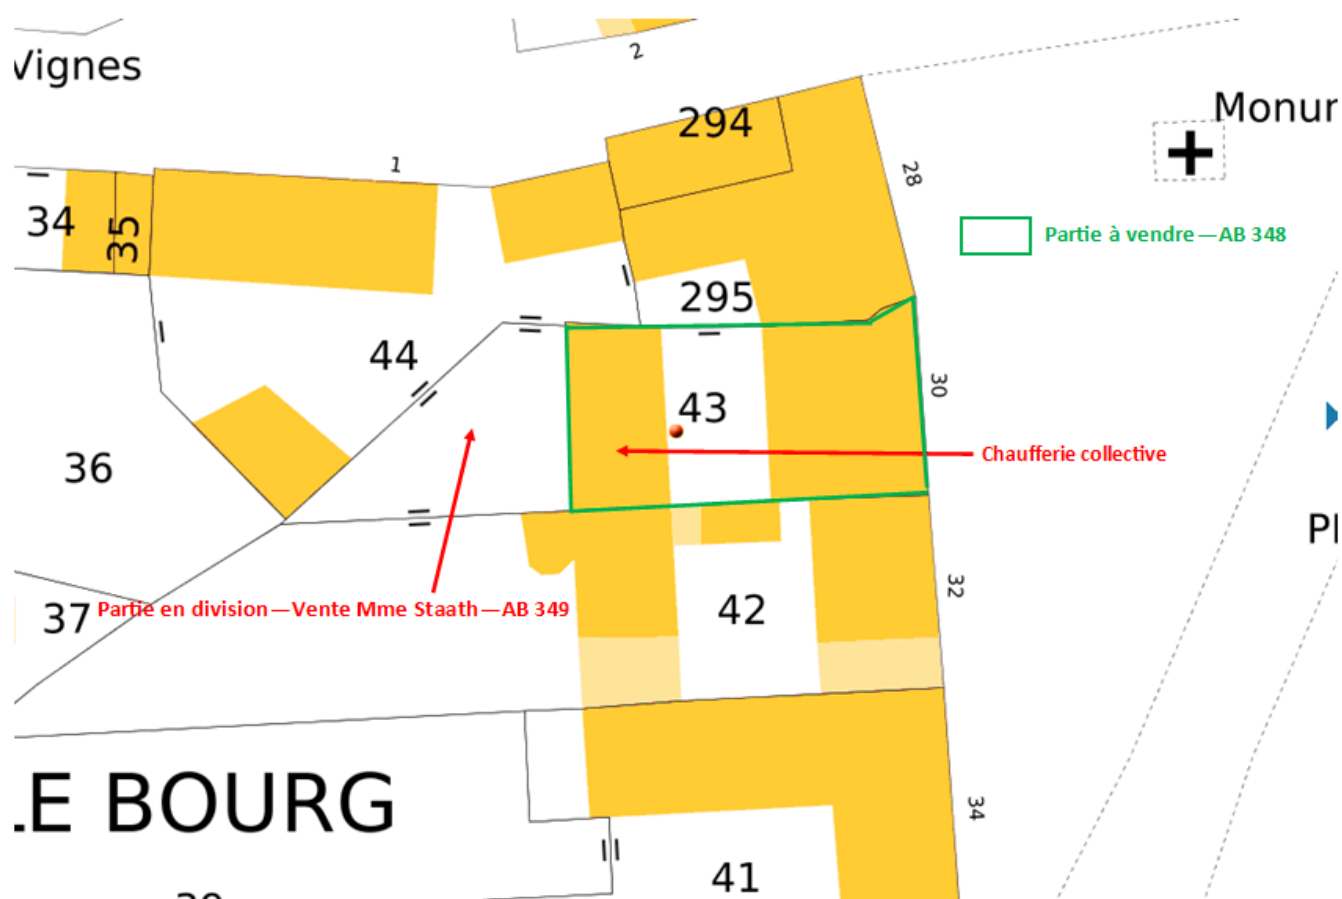 2
Vignes
Monur
294
1
28
34
35
Partie à vendre — AB 348
295
44
30
43
36
Chaufferie collective
Pl
32
37
Partie en division — Vente Mme Staath — AB 349
42
LE BOURG
34
41